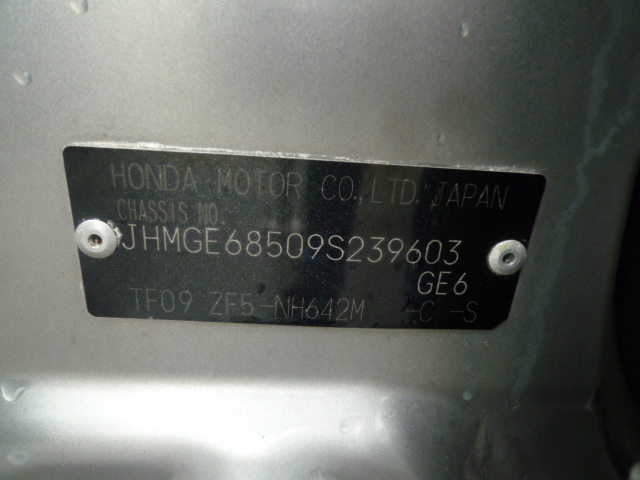 HONDA MOTOR CO.,LTD. JAPAN
CHASSIS NO.
JHMGE68509S239603
GE6
TF09 ZF5-NH642M -C -S